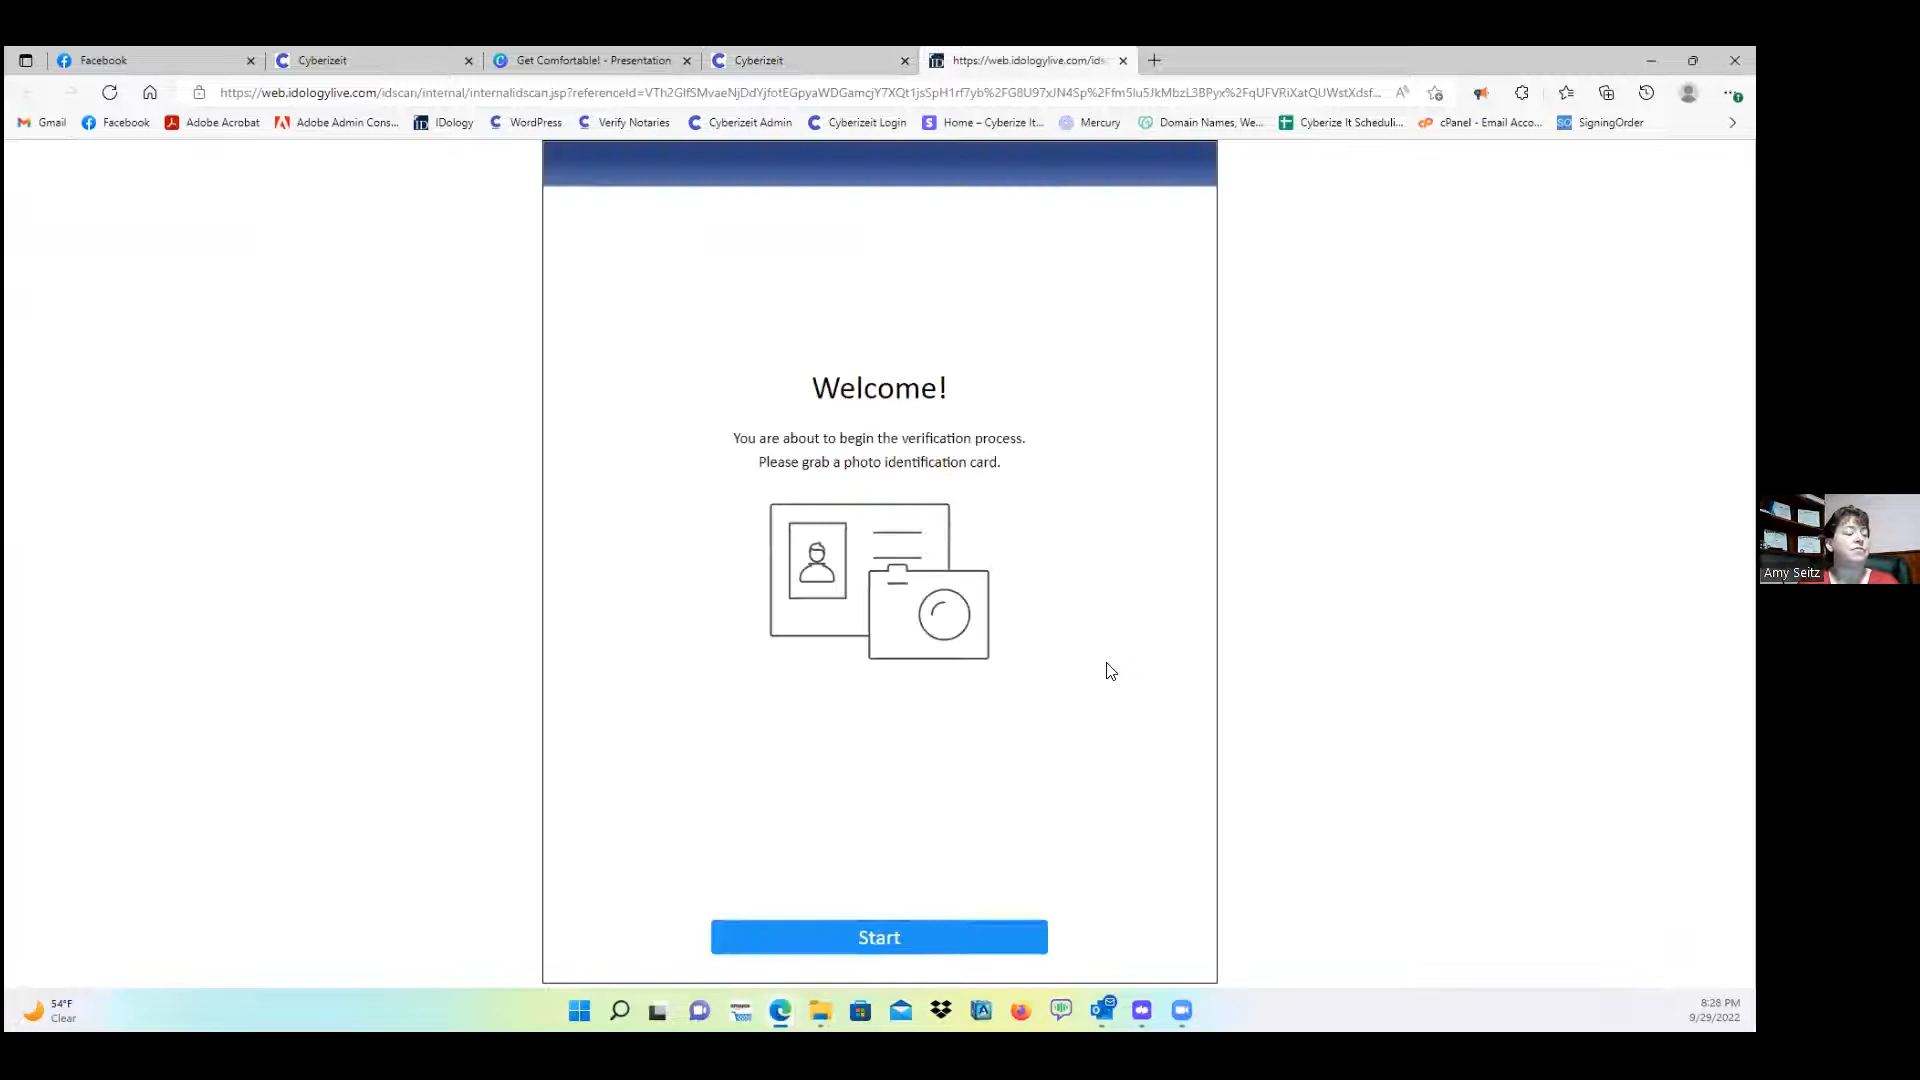 Facebook
Cyberizeit
Get Comfortable! - Presentation
Cyberizeit
https://web.idologylive.com/ids
Gmail
Facebook
Adobe Acrobat
Adobe Admin Cons...
IDology
WordPress
Verify Notaries
Cyberizeit Admin
Cyberizeit Login
Home – Cyberize It...
Mercury
Domain Names, We...
Cyberize It Scheduli...
cPanel - Email Acco...
SigningOrder
Welcome!
You are about to begin the verification process.
Please grab a photo identification card.
Start
Amy Seitz
54°F
Clear
8:28 PM
9/29/2022